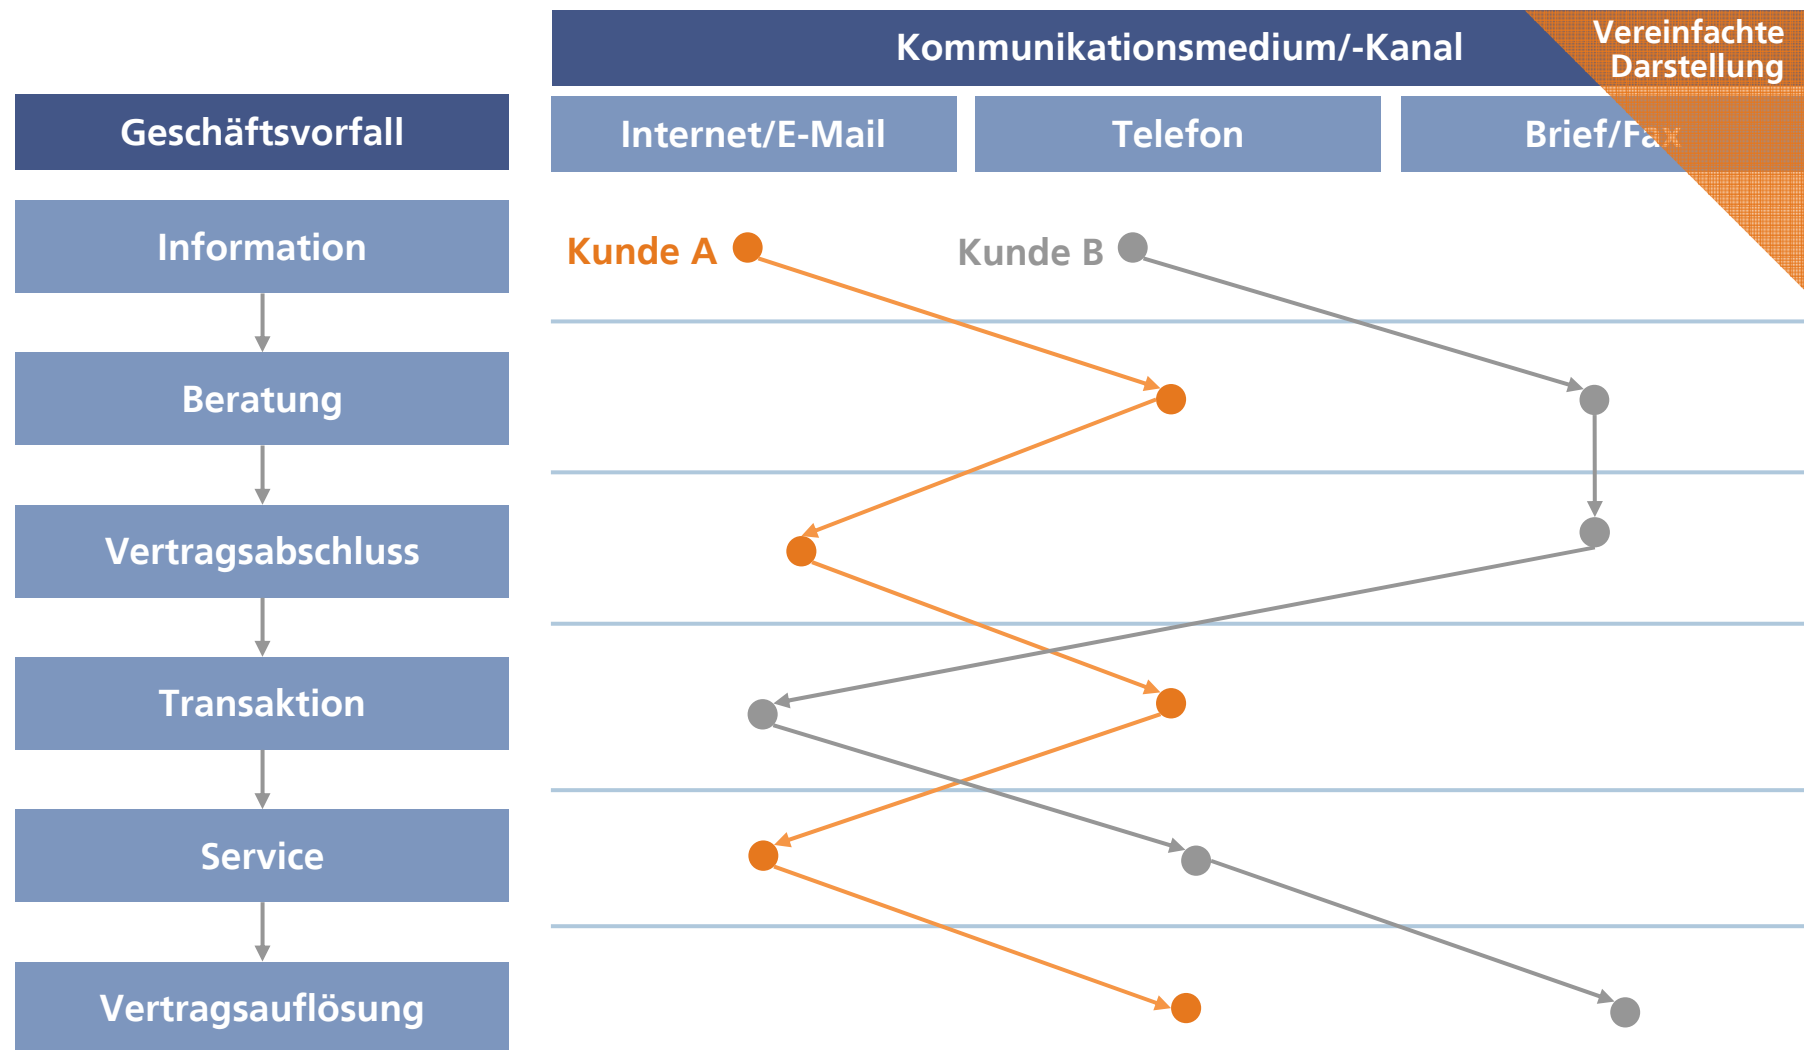 Kommunikationsmedium/-Kanal
Vereinfachte
Darstellung
Geschäftsvorfall
Internet/E-Mail
Telefon
Brief/Fax
Information
Kunde A
Kunde B
Beratung
Vertragsabschluss
Transaktion
Service
Vertragsauflösung